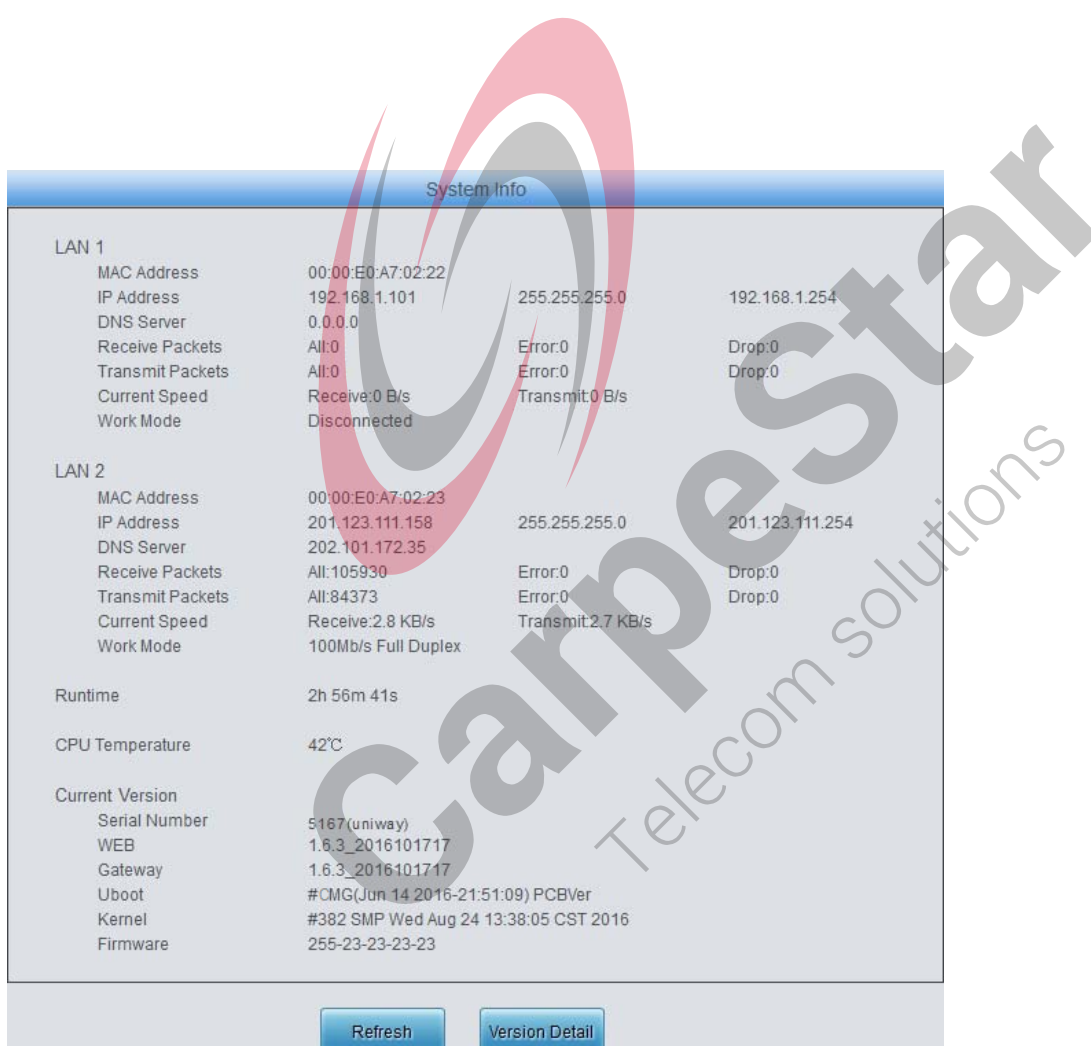 System Info
LAN 1
MAC Address 00:00:E0:A7:02:22
IP Address 192.168.1.101 255.255.255.0 192.168.1.254
DNS Server 0.0.0.0
Receive Packets All:0 Error:0 Drop:0
Transmit Packets All:0 Error:0 Drop:0
Current Speed Receive:0 B/s Transmit:0 B/s
Work Mode Disconnected
LAN 2
MAC Address 00:00:E0:A7:02:23
IP Address 201.123.111.158 255.255.255.0 201.123.111.254
DNS Server 202.101.172.35
Receive Packets All:105930 Error:0 Drop:0
Transmit Packets All:84373 Error:0 Drop:0
Current Speed Receive:2.8 KB/s Transmit:2.7 KB/s
Work Mode 100Mb/s Full Duplex
Runtime 2h 56m 41s
CPU Temperature 42℃
Current Version
Serial Number 5167(uniway)
WEB 1.6.3_2016101717
Gateway 1.6.3_2016101717
Uboot #CMG(Jun 14 2016-21:51:09) PCBVer
Kernel #382 SMP Wed Aug 24 13:38:05 CST 2016
Firmware 255-23-23-23-23
Refresh Version Detail
CarpeStar
Telecom solutions